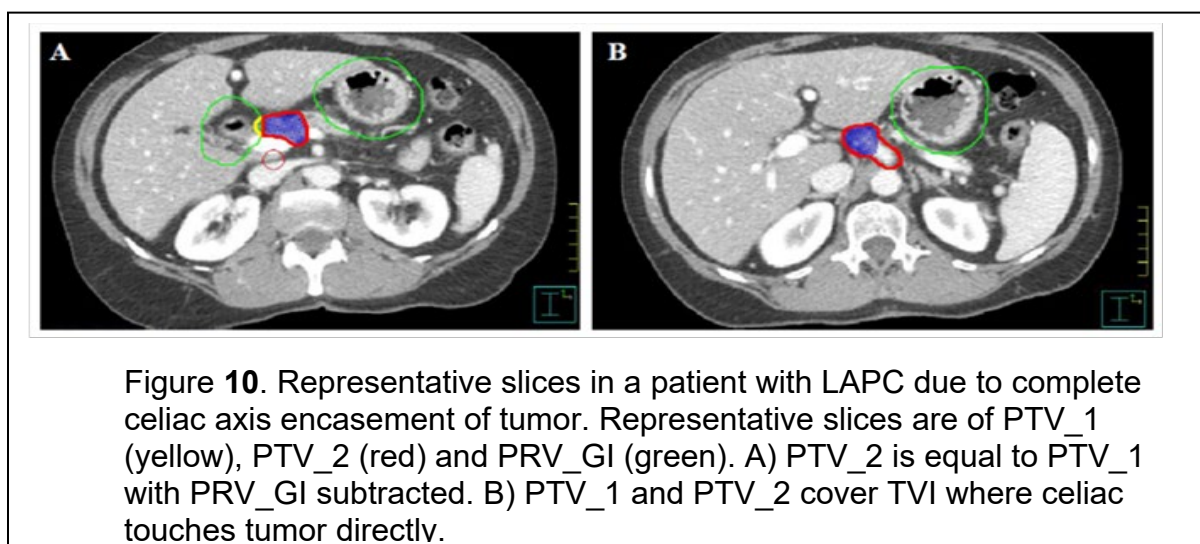 A
B
Figure 10. Representative slices in a patient with LAPC due to complete
celiac axis encasement of tumor. Representative slices are of PTV_1
(yellow), PTV_2 (red) and PRV_GI (green). A) PTV_2 is equal to PTV_1
with PRV_GI subtracted. B) PTV_1 and PTV_2 cover TVI where celiac
touches tumor directly.